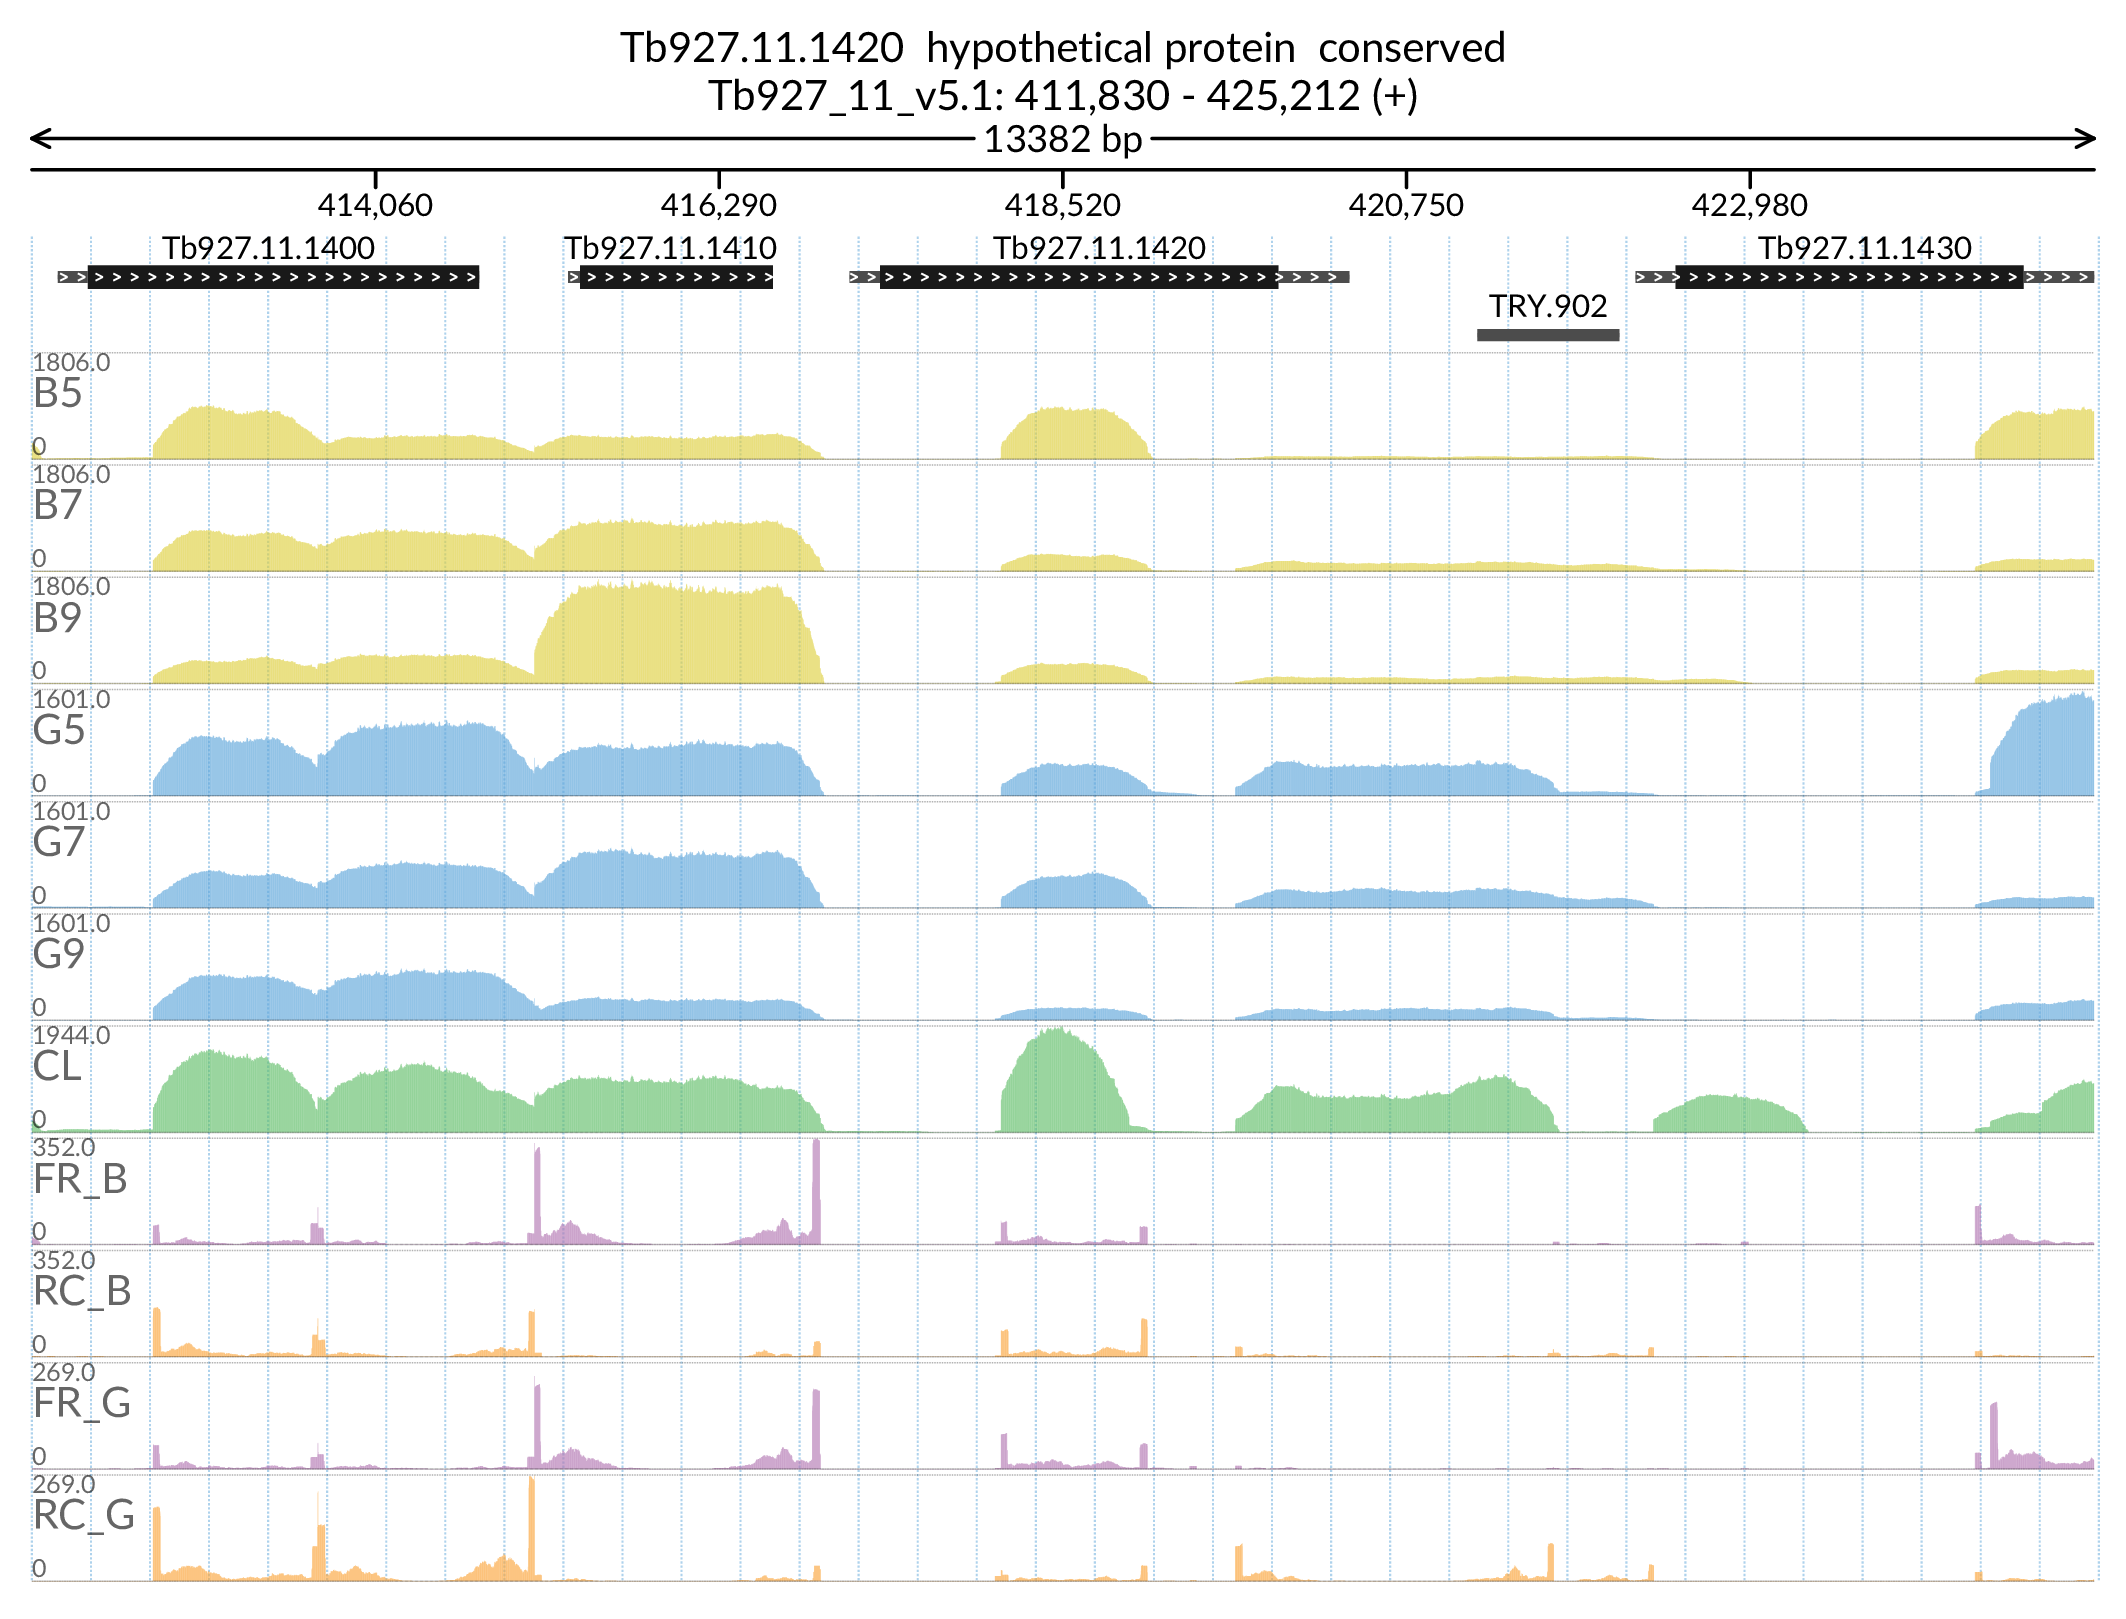 Tb927.11.1420  hypothetical protein  conserved
Tb927_11_v5.1: 411,830 - 425,212 (+)
13382 bp
414,060 416,290 418,520 420,750 422,980
Tb927.11.1400 Tb927.11.1410 Tb927.11.1420 Tb927.11.1430
TRY.902
1806.0
B5
0
1806.0
B7
0
1806.0
B9
0
1601.0
G5
0
1601.0
G7
0
1601.0
G9
0
1944.0
CL
0
352.0
FR_B
0
352.0
RC_B
0
269.0
FR_G
0
269.0
RC_G
0